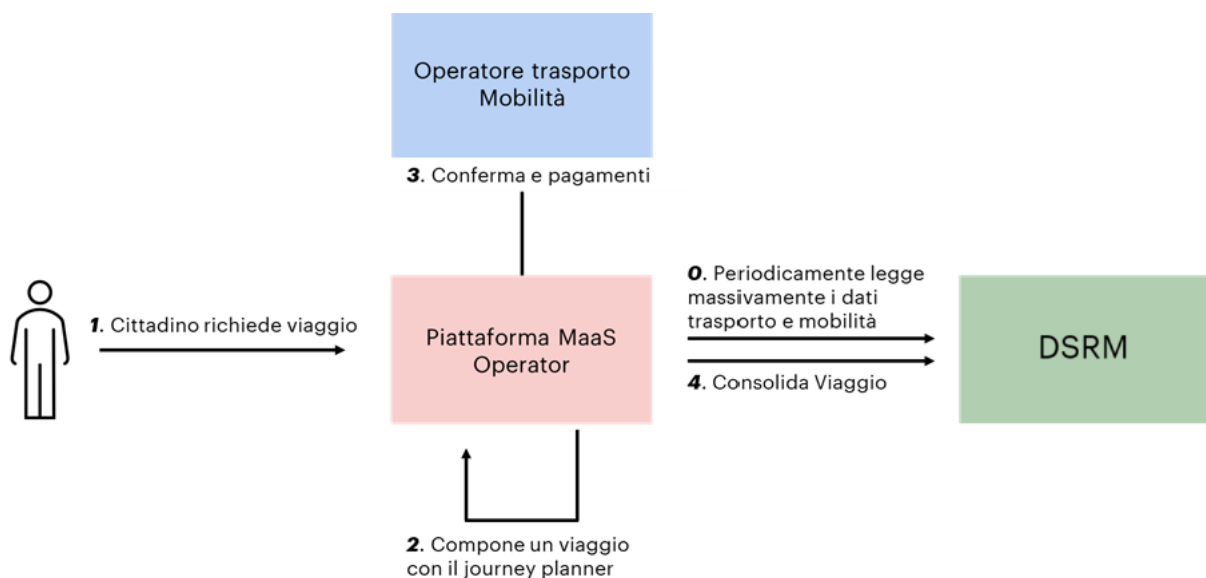 Operatore trasporto
Mobilità
3. Conferma e pagamenti
1. Cittadino richiede viaggio
Piattaforma MaaS
Operator
0. Periodicamente legge
massivamente i dati
trasporto e mobilità
4. Consolida Viaggio
DSRM
2. Compone un viaggio
con il journey planner